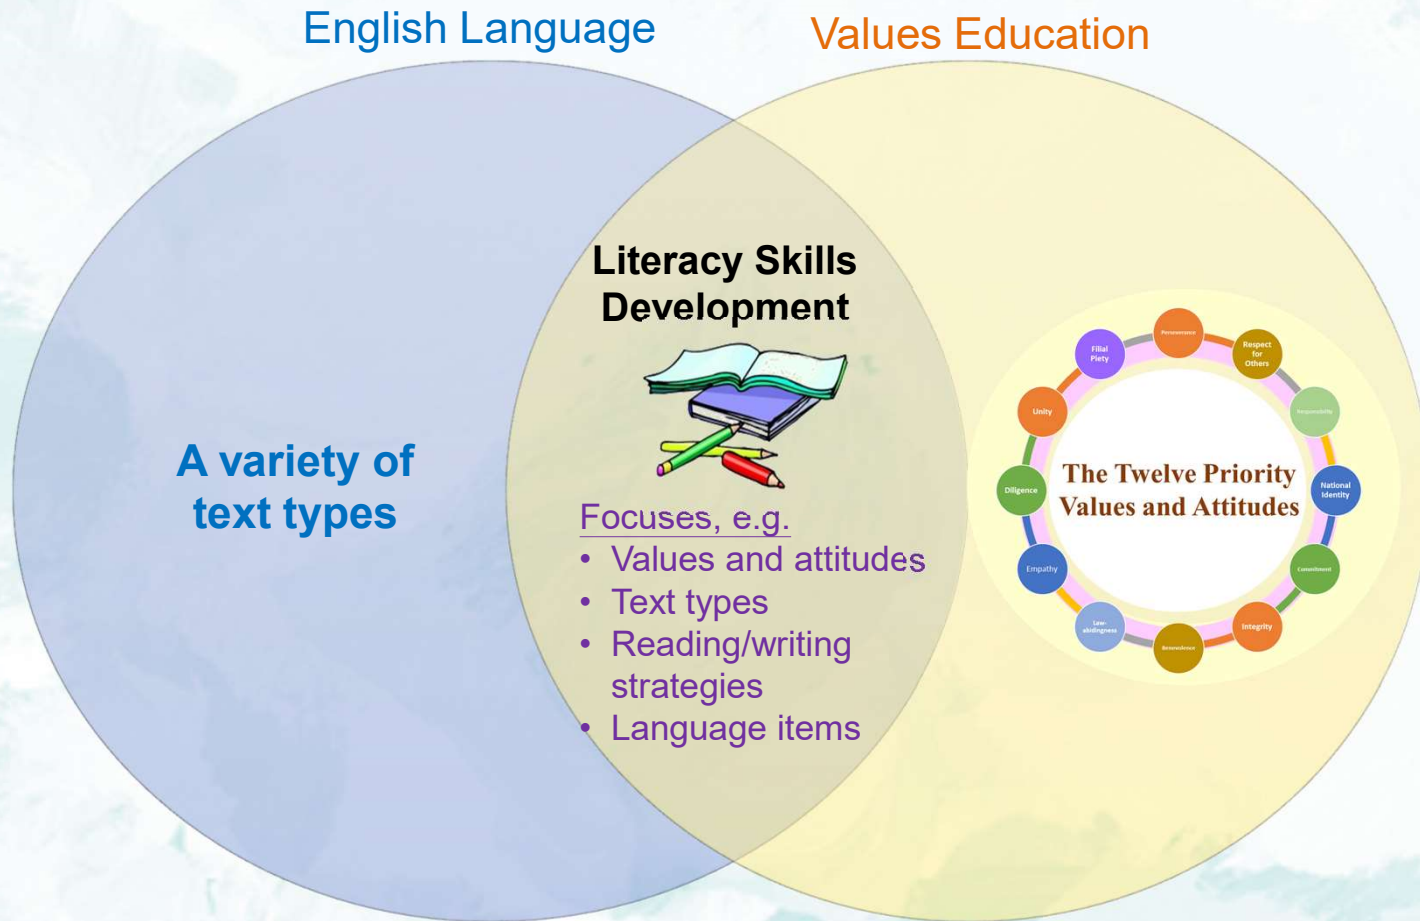 English Language
Values Education
A variety of
text types
Literacy Skills
Development
Focuses, e.g.
• Values and attitudes
• Text types
• Reading/writing
strategies
• Language items
The Twelve Priority
Values and Attitudes
Perseverance
Respect
for
Others
Responsibility
National
Identity
Commitment
Integrity
Benevolence
Law-
abidingness
Empathy
Diligence
Unity
Filial
Piety